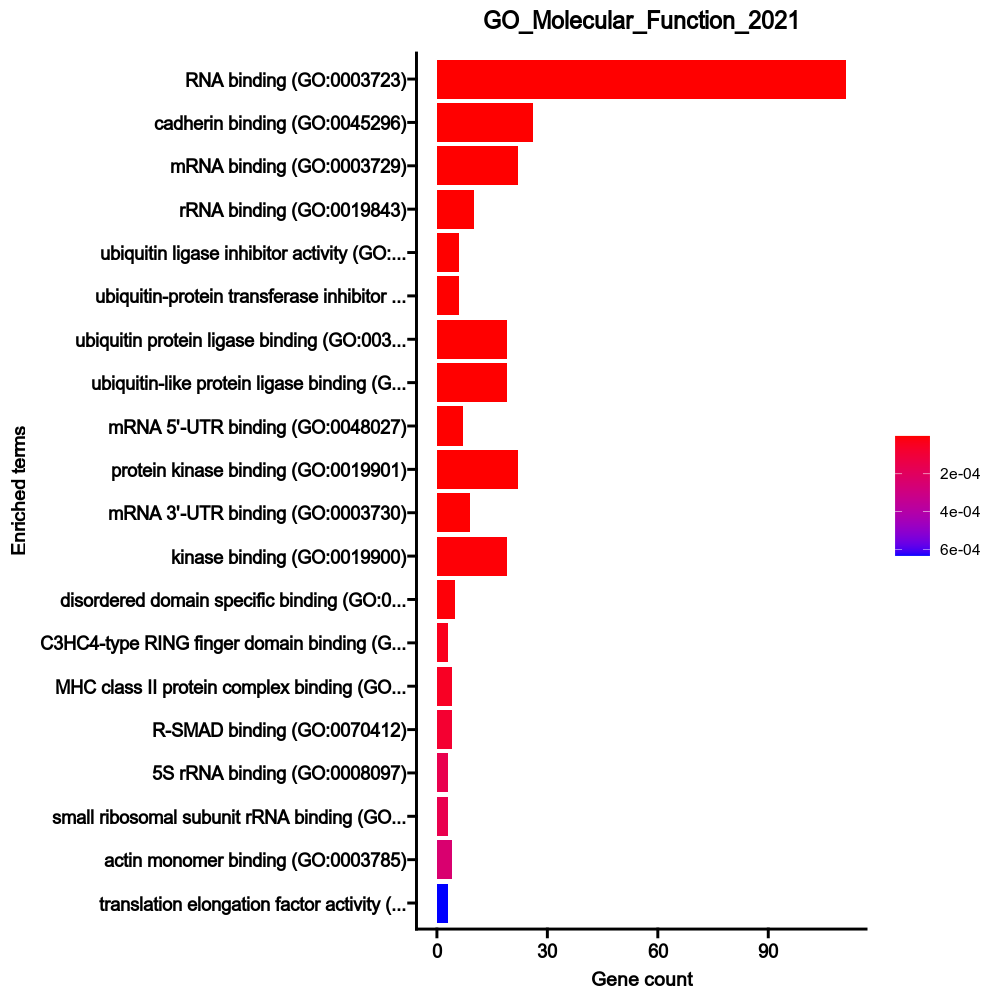 GO_Molecular_Function_2021
RNA binding (GO:0003723)
cadherin binding (GO:0045296)
mRNA binding (GO:0003729)
rRNA binding (GO:0019843)
ubiquitin ligase inhibitor activity (GO:...
ubiquitin-protein transferase inhibitor ...
ubiquitin protein ligase binding (GO:003...
ubiquitin-like protein ligase binding (G...
mRNA 5'-UTR binding (GO:0048027)
protein kinase binding (GO:0019901)
mRNA 3'-UTR binding (GO:0003730)
kinase binding (GO:0019900)
disordered domain specific binding (GO:0...
C3HC4-type RING finger domain binding (G...
MHC class II protein complex binding (GO...
R-SMAD binding (GO:0070412)
5S rRNA binding (GO:0008097)
small ribosomal subunit rRNA binding (GO...
actin monomer binding (GO:0003785)
translation elongation factor activity (...
Enriched terms
0 30 60 90
Gene count
2e-04
4e-04
6e-04